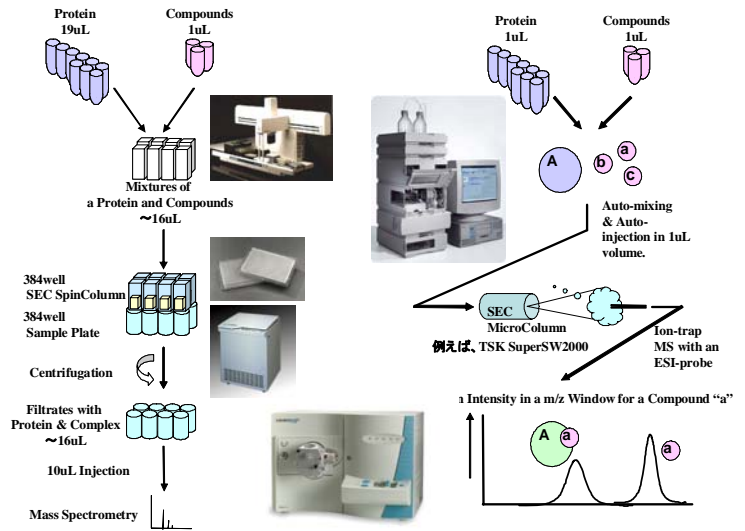 Protein
19uL
Compounds
1uL
Mixtures of
a Protein and Compounds
~16uL
384well
SEC SpinColumn
384well
Sample Plate
Centrifugation
Filtrates with
Protein & Complex
~16uL
10uL Injection
Mass Spectrometry
Protein
1uL
Compounds
1uL
A
b
a
c
Auto-mixing
& Auto-
injection in 1uL
volume.
SEC
MicroColumn
例えば、TSK SuperSW2000
Ion-trap
MS with an
ESI-probe
Intensity in a m/z Window for a Compound “a”
A
a
a